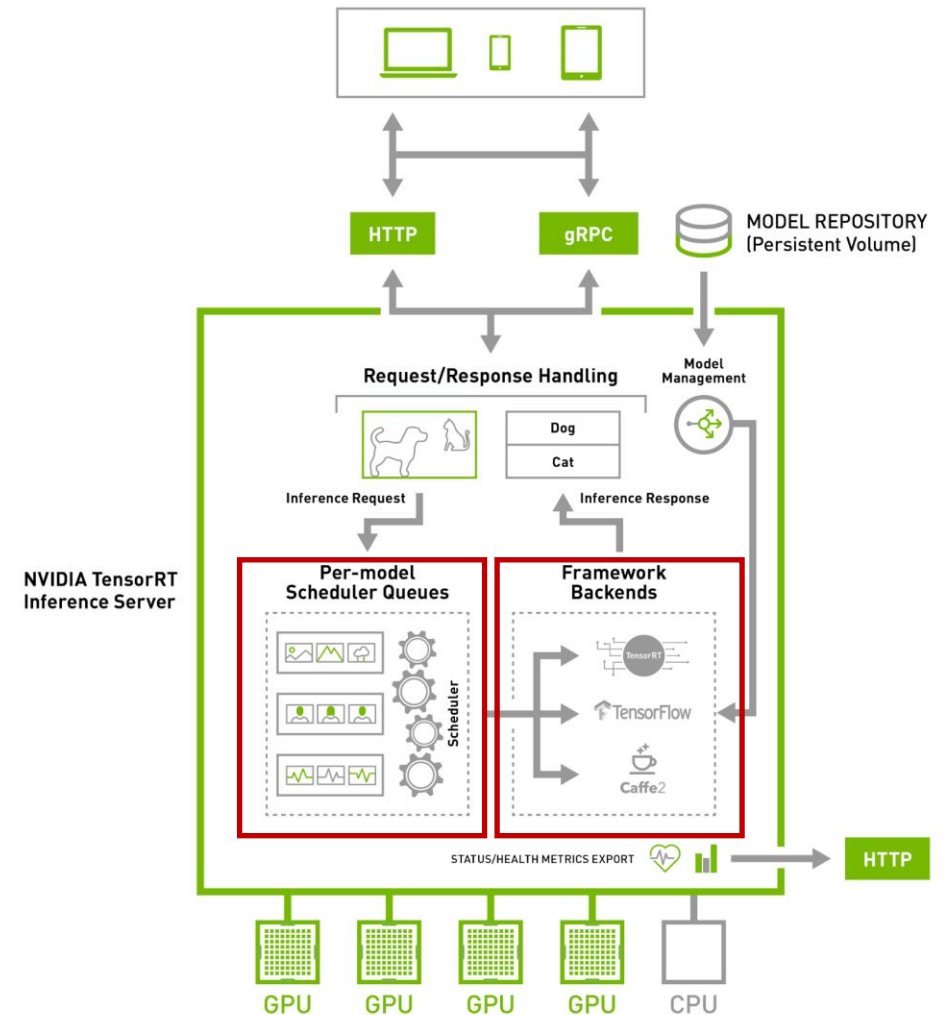 HTTP
gRPC
MODEL REPOSITORY
(Persistent Volume)
Request/Response Handling
Model
Management
Dog
Cat
Inference Request
Inference Response
NVIDIA TensorRT
Inference Server
Per-model
Scheduler Queues
Scheduler
Framework
Backends
TensorRT
TensorFlow
Caffe2
STATUS/HEALTH METRICS EXPORT
HTTP
GPU
GPU
GPU
GPU
CPU